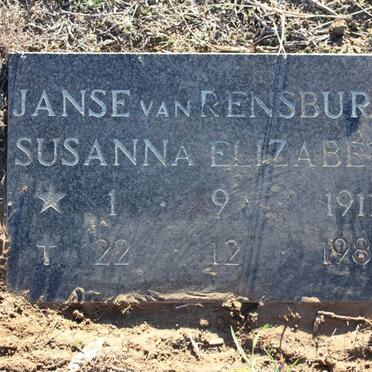 JANSE VAN RENSBUR
SUSANNA ELIZABE
★ 1 · 9 · 191
† 22 · 12 · 198